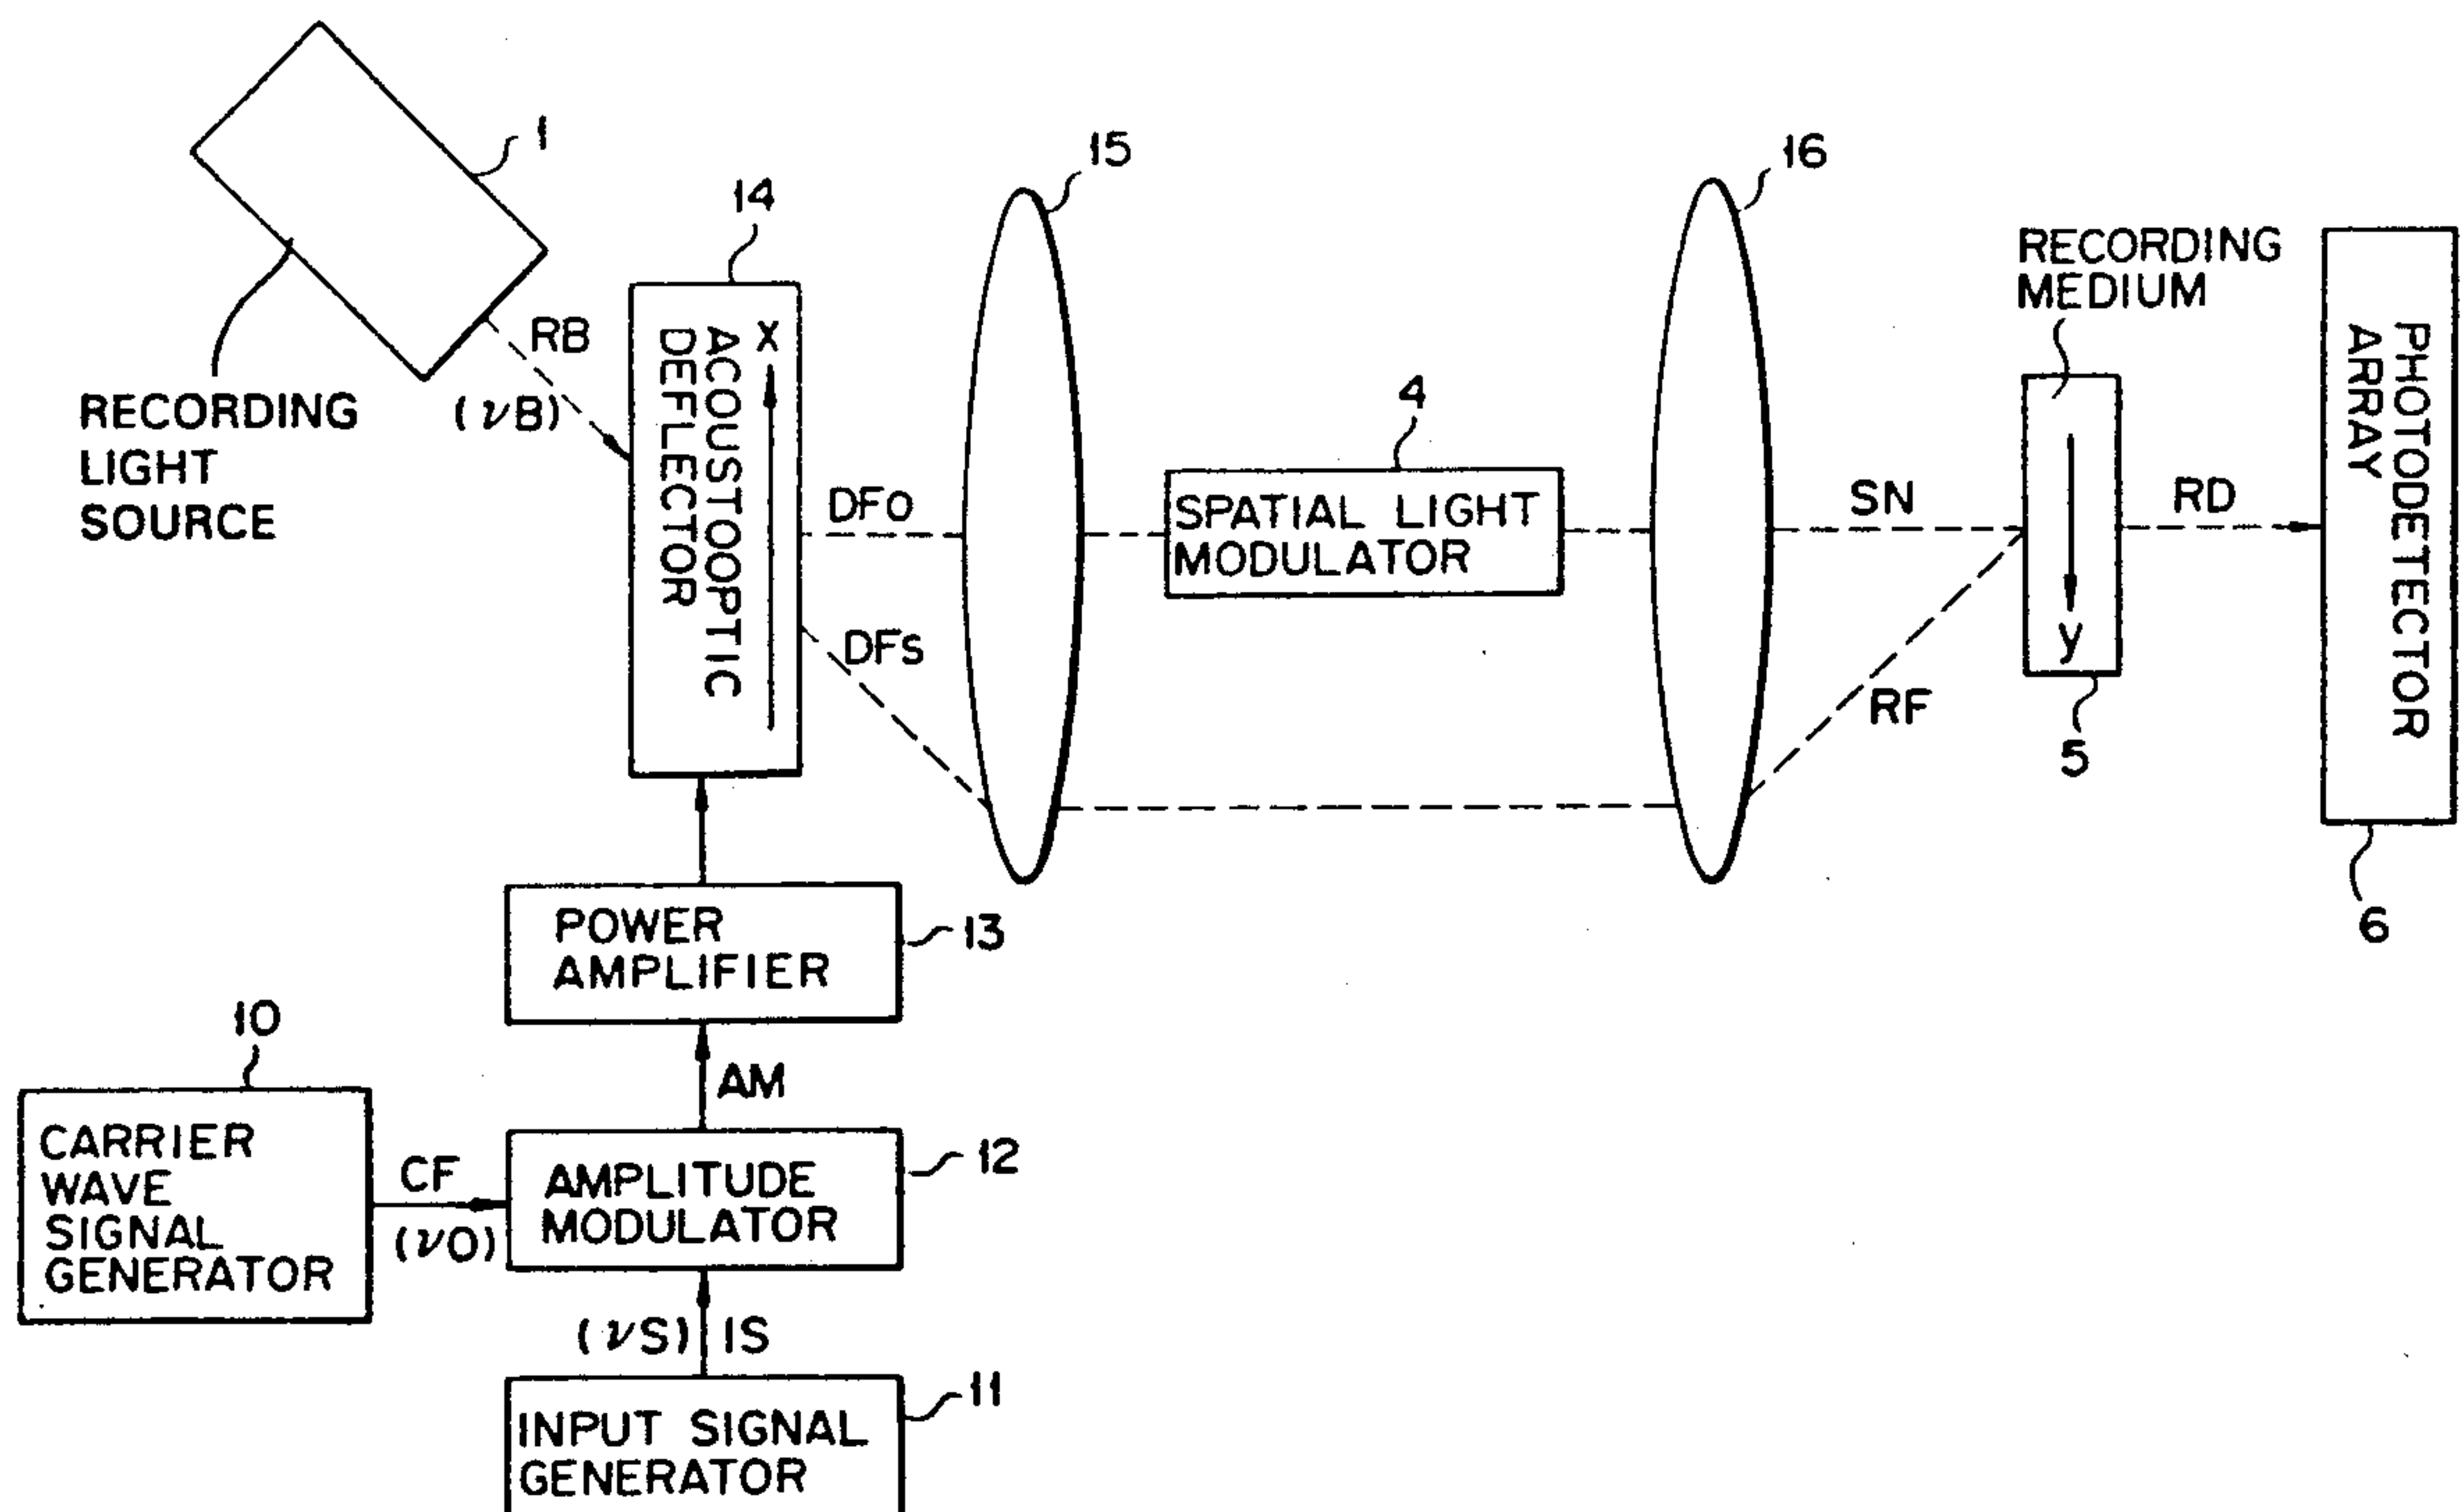 1
RECORDING
LIGHT
SOURCE
RB
(νB)
14
X
ACOUSTOOPTIC
DEFLECTOR
15
DFO
DFS
4
SPATIAL LIGHT
MODULATOR
16
SN
RF
RECORDING
MEDIUM
y
5
RD
PHOTODETECTOR
ARRAY
6
POWER
AMPLIFIER
13
AM
10
CARRIER
WAVE
SIGNAL
GENERATOR
CF
(νO)
AMPLITUDE
MODULATOR
12
(νS) IS
11
INPUT SIGNAL
GENERATOR